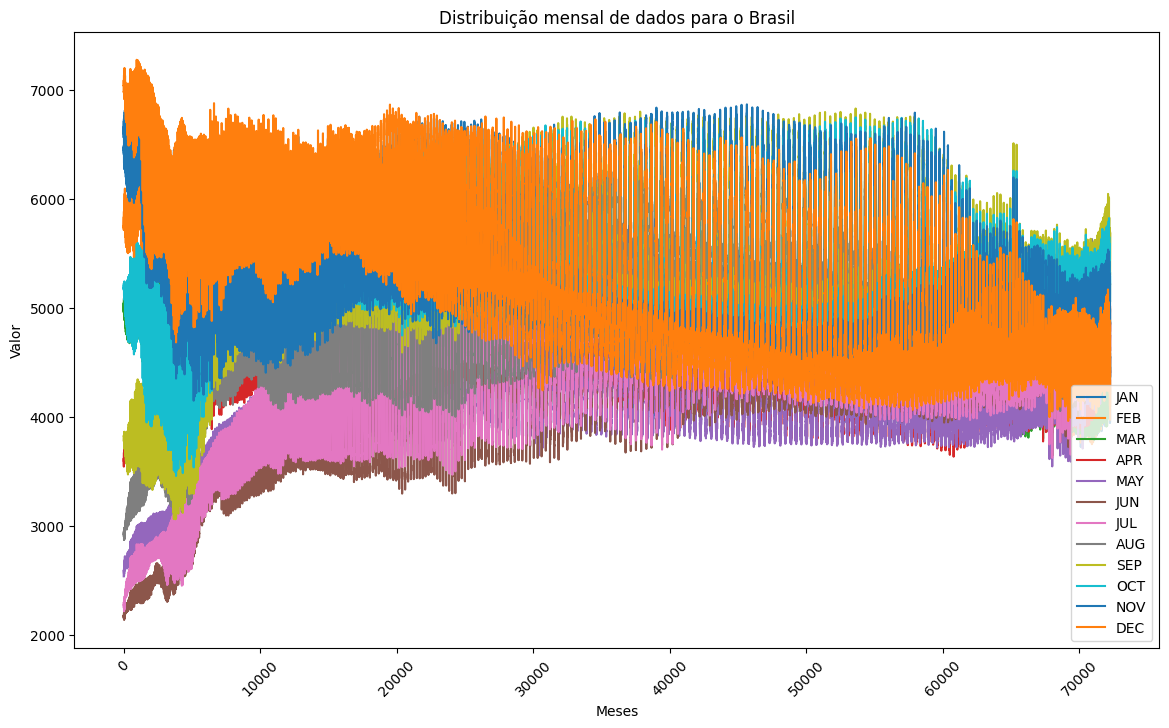 Distribuição mensal de dados para o Brasil
Valor
7000
6000
5000
4000
3000
2000
0
10000
20000
30000
40000
50000
60000
70000
Meses
JAN
FEB
MAR
APR
MAY
JUN
JUL
AUG
SEP
OCT
NOV
DEC